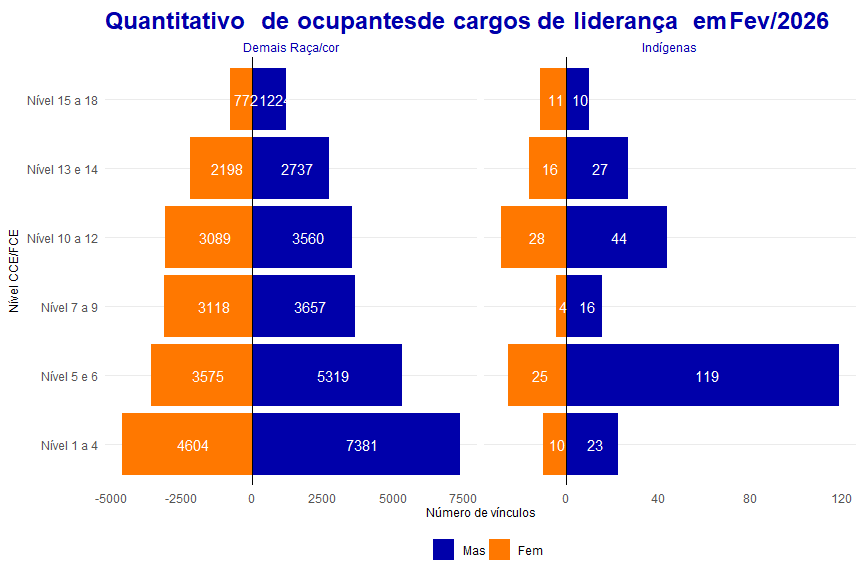 Quantitativo de ocupantesde cargos de liderança emFev/2026
Demais Raça/cor Indígenas
Nível CCE/FCE
Nível 15 a 18 772 1224 11 10
Nível 13 e 14 2198 2737 16 27
Nível 10 a 12 3089 3560 28 44
Nível 7 a 9 3118 3657 4 16
Nível 5 e 6 3575 5319 25 119
Nível 1 a 4 4604 7381 10 23
-5000 -2500 0 2500 5000 7500 0 40 80 120
Número de vínculos
Mas Fem